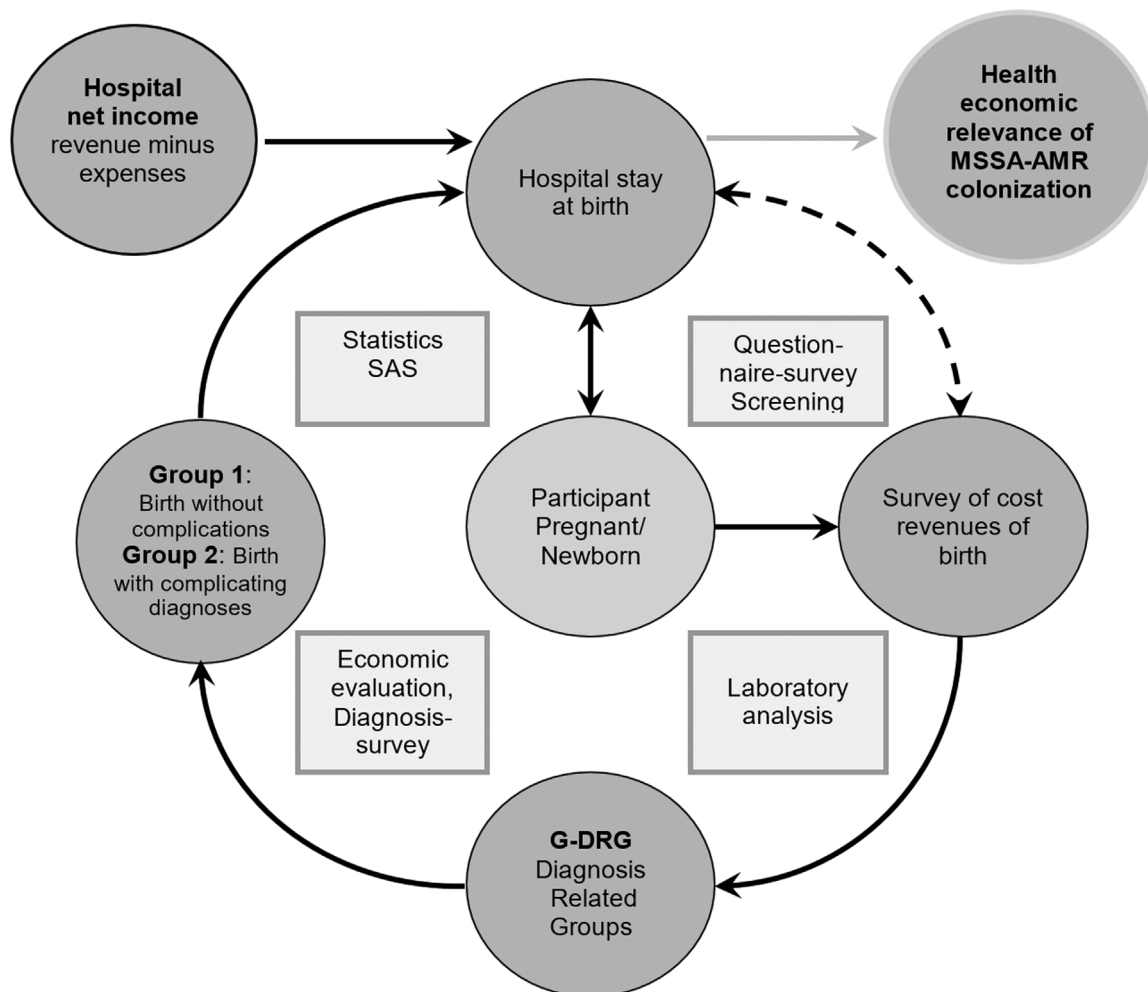 Hospital
net income
revenue minus
expenses
Health
economic
relevance of
MSSA-AMR
colonization
Hospital stay
at birth
Statistics
SAS
Question-
naire-survey
Screening
Group 1:
Birth without
complications
Group 2: Birth
with complicating
diagnoses
Participant
Pregnant/
Newborn
Survey of cost
revenues of
birth
Economic
evaluation,
Diagnosis-
survey
Laboratory
analysis
G-DRG
Diagnosis
Related
Groups